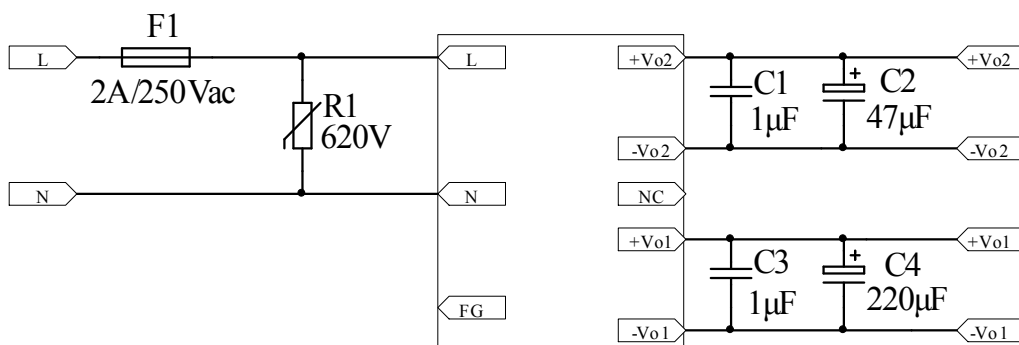 F1
L
2A/250Vac
R1
620V
N
L
N
FG
+Vo2
-Vo2
NC
+Vo1
-Vo1
C1
1μF
+
C2
47μF
C3
1μF
+
C4
220μF
+Vo2
-Vo2
+Vo1
-Vo1